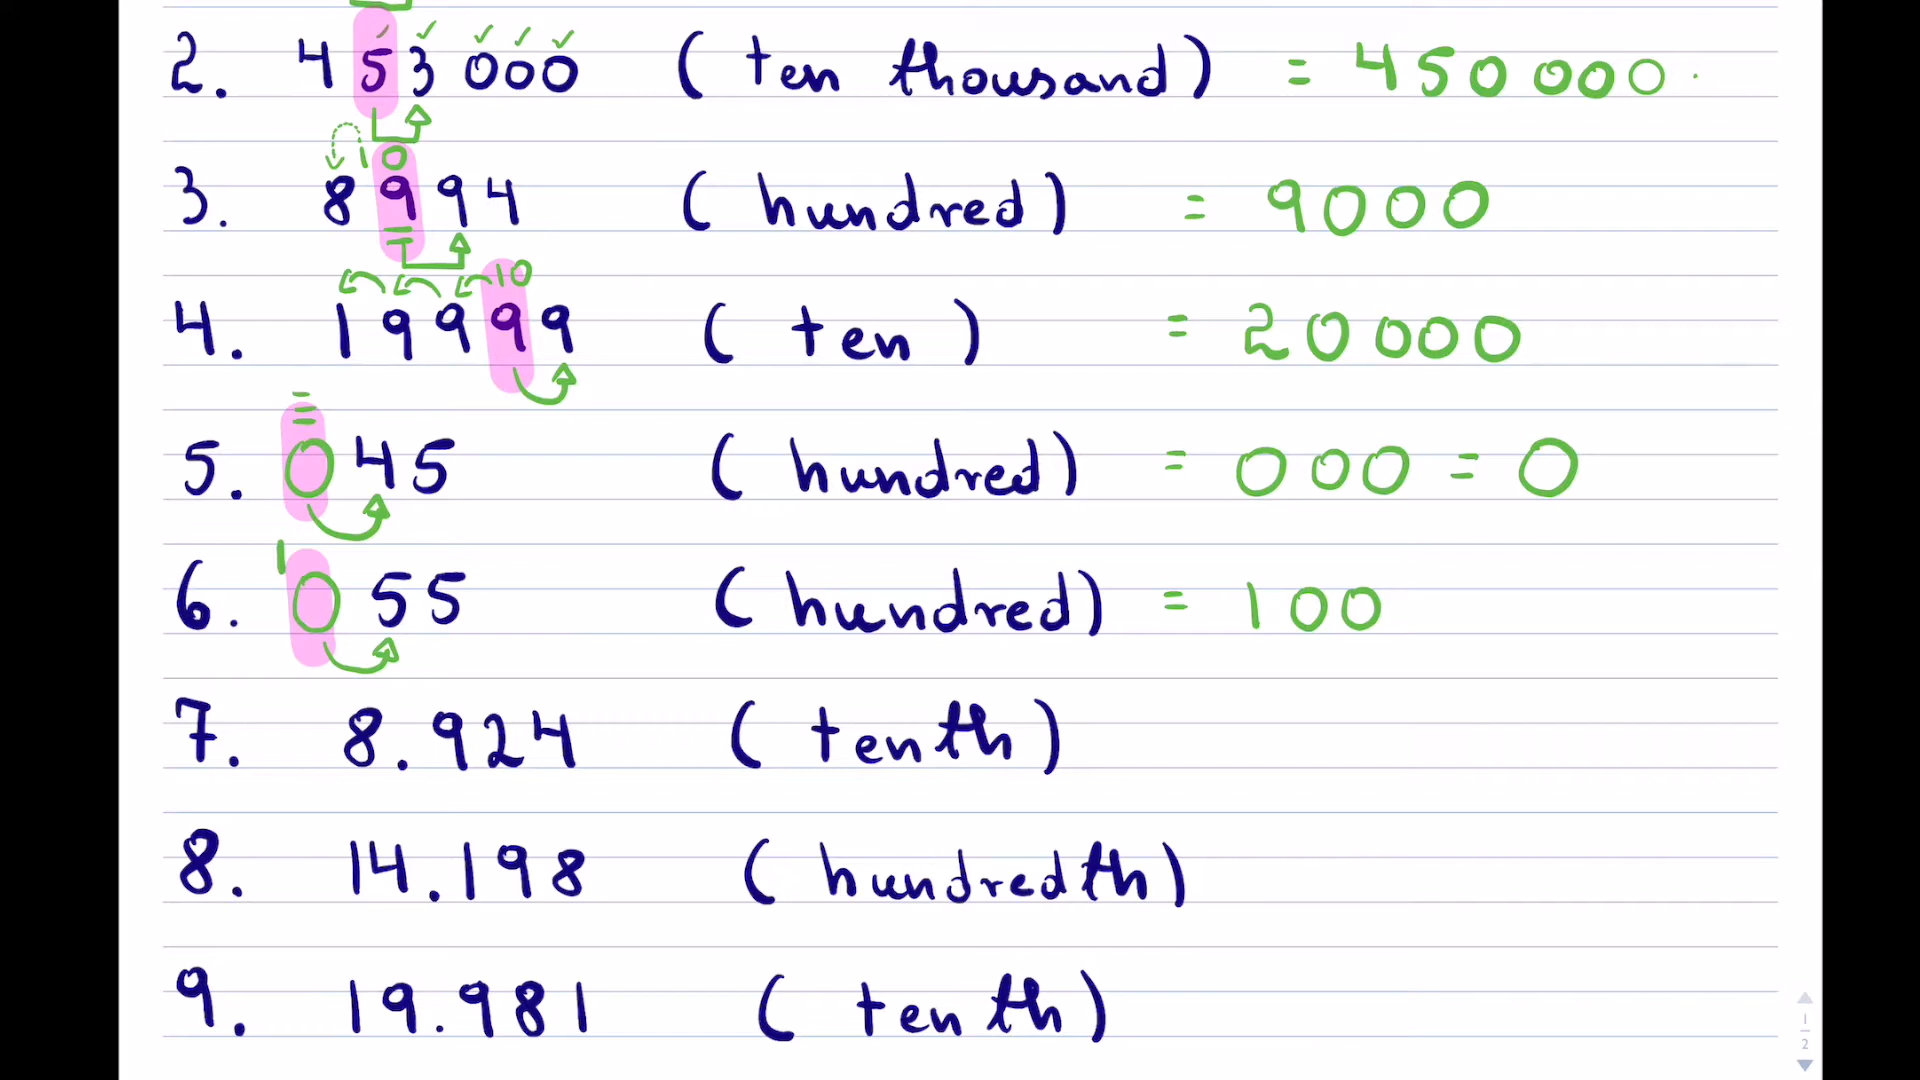 2. 453 000 (ten thousand) = 450 000.
10
3. 8994 (hundred) = 9000
10
4. 19999 (ten) = 20000
5. 045 (hundred) = 000 = 0
1
6. 055 (hundred) = 100
7. 8.924 (tenth)
8. 14.198 (hundredth)
9. 19.981 (tenth)
1
2